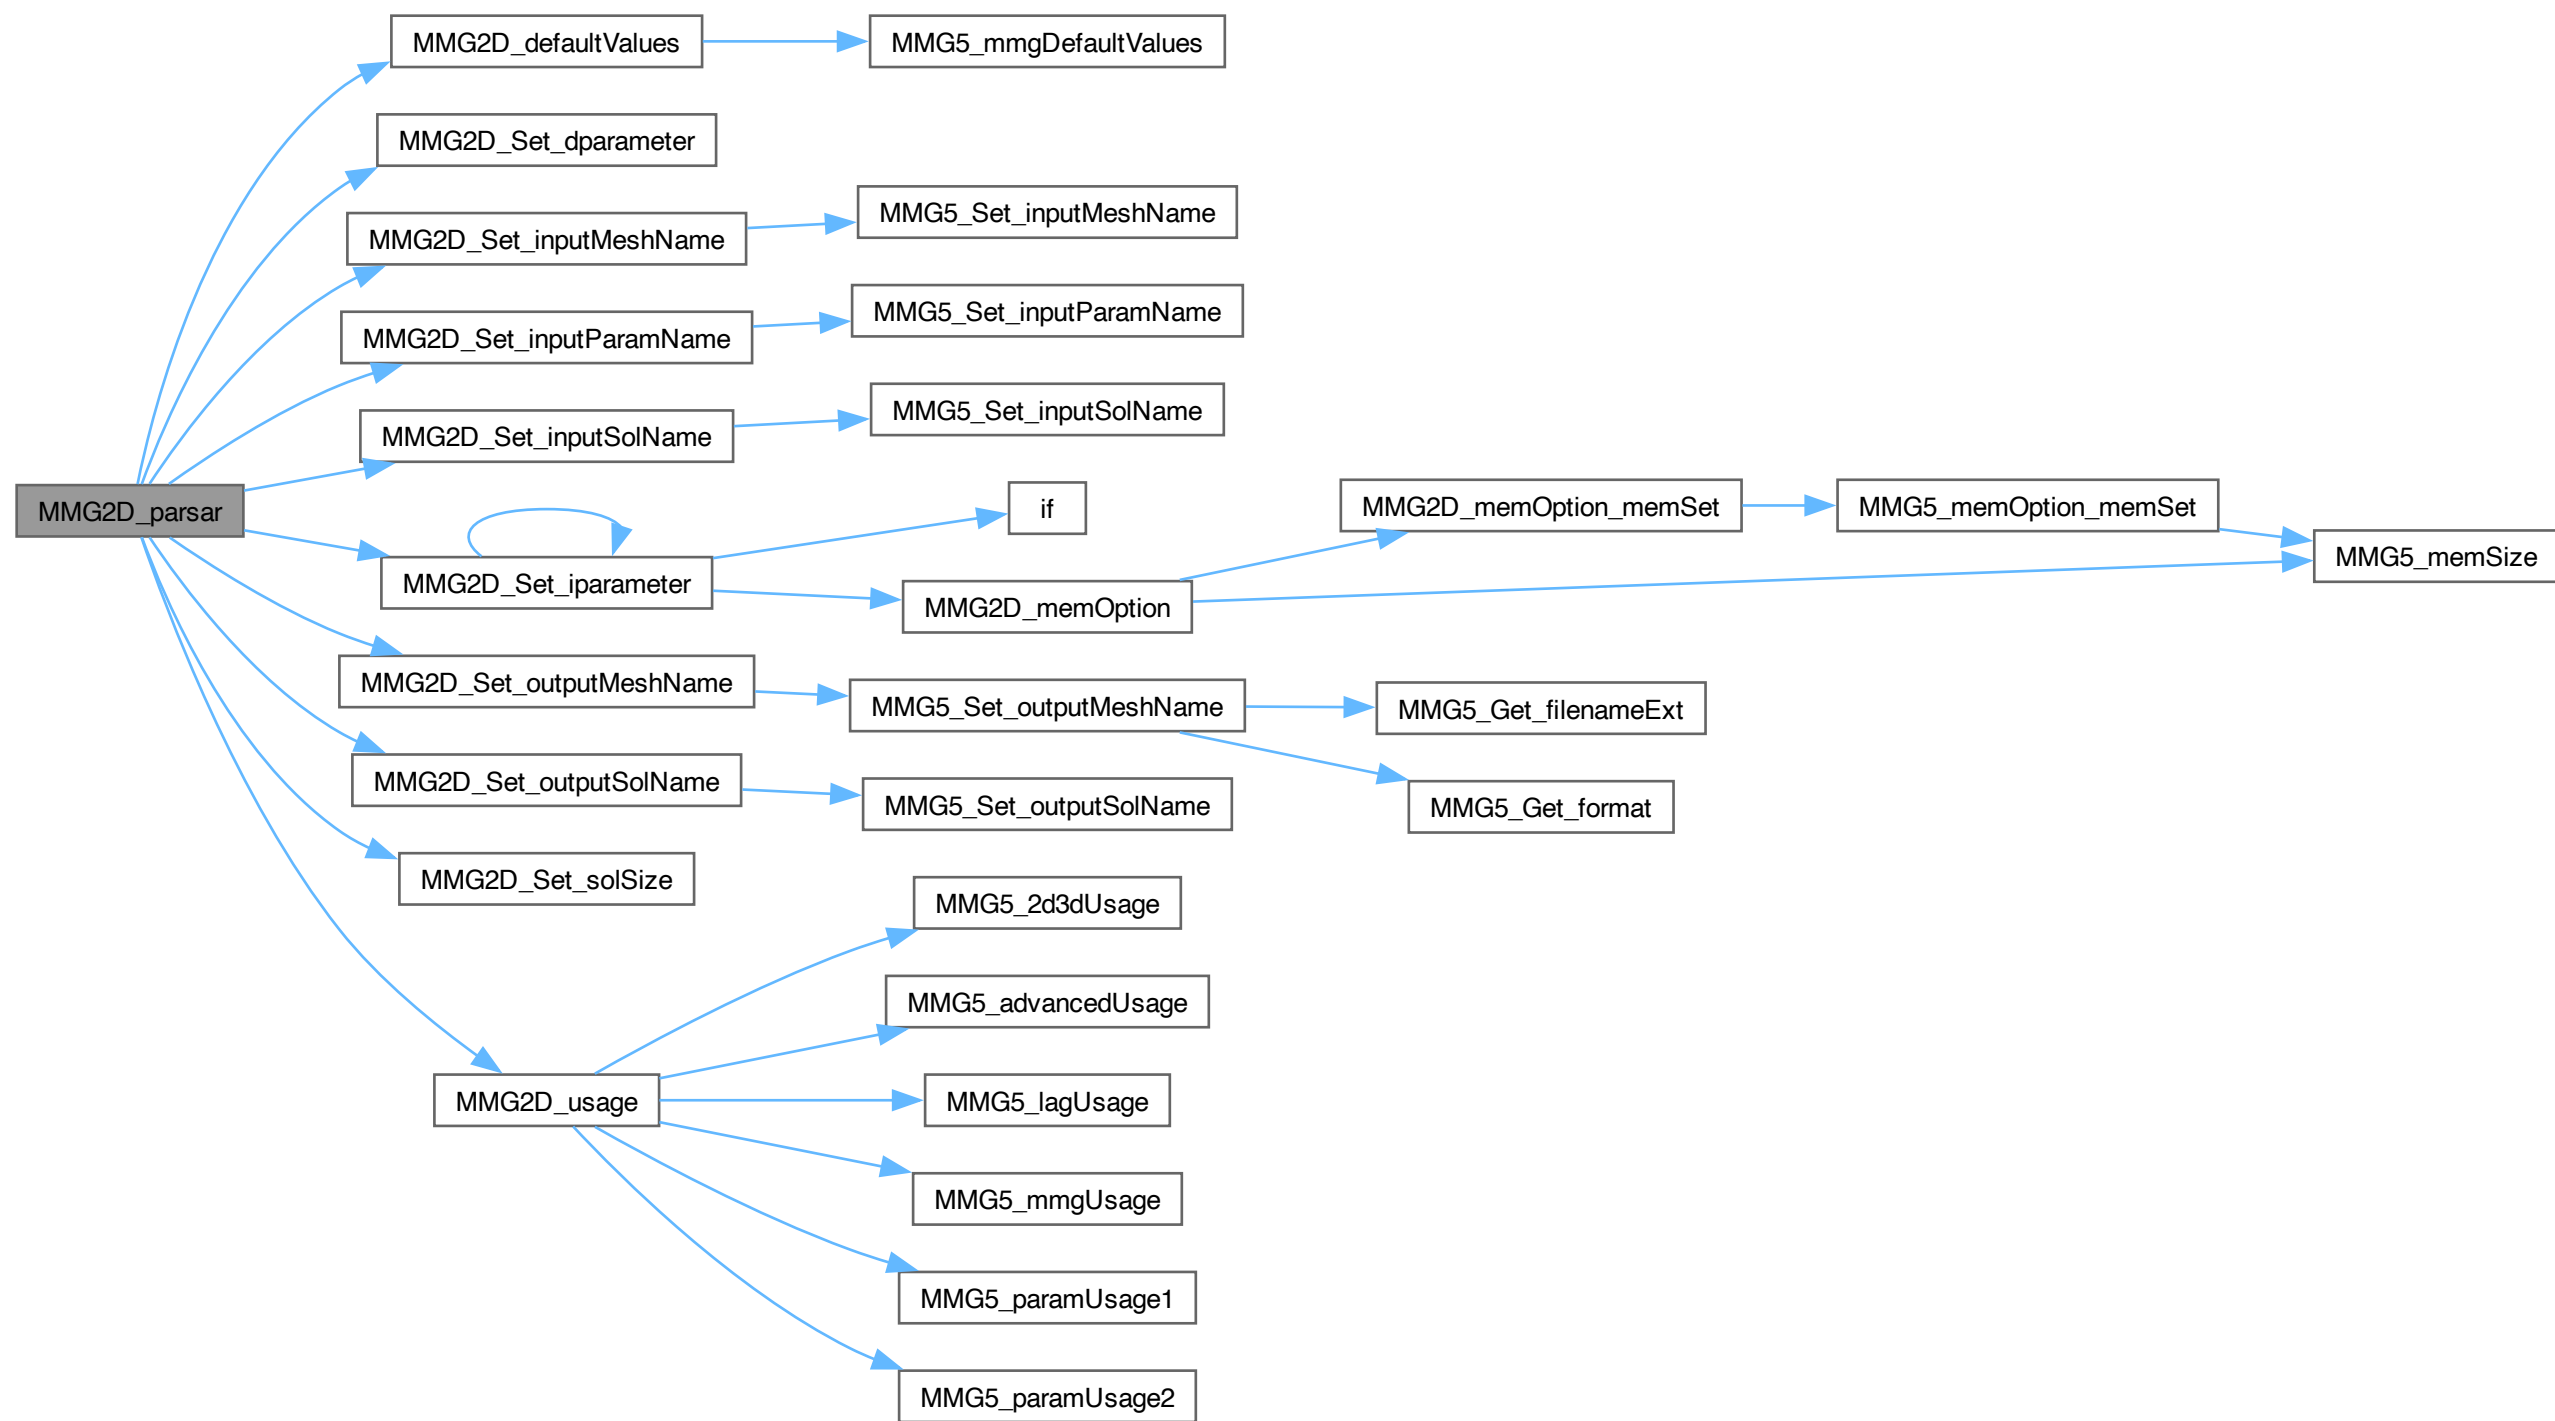 MMG2D_defaultValues
MMG5_mmgDefaultValues
MMG2D_Set_dparameter
MMG2D_Set_inputMeshName
MMG5_Set_inputMeshName
MMG2D_Set_inputParamName
MMG5_Set_inputParamName
MMG2D_Set_inputSolName
MMG5_Set_inputSolName
MMG2D_parsar
MMG2D_Set_iparameter
if
MMG2D_memOption
MMG2D_memOption_memSet
MMG5_memOption_memSet
MMG5_memSize
MMG2D_Set_outputMeshName
MMG5_Set_outputMeshName
MMG5_Get_filenameExt
MMG5_Get_format
MMG2D_Set_outputSolName
MMG5_Set_outputSolName
MMG2D_Set_solSize
MMG2D_usage
MMG5_2d3dUsage
MMG5_advancedUsage
MMG5_lagUsage
MMG5_mmgUsage
MMG5_paramUsage1
MMG5_paramUsage2